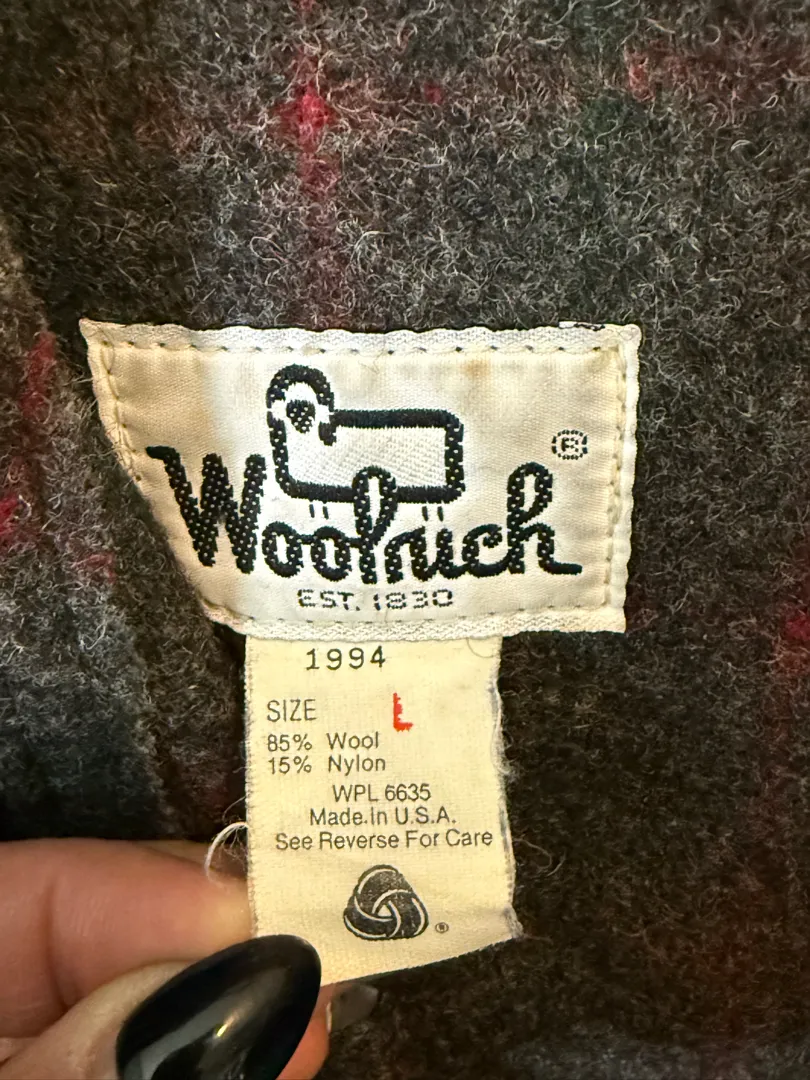 Woolrich ®
EST. 1830
1994
SIZE L
85% Wool
15% Nylon
WPL 6635
Made.in U.S.A.
See Reverse For Care
®